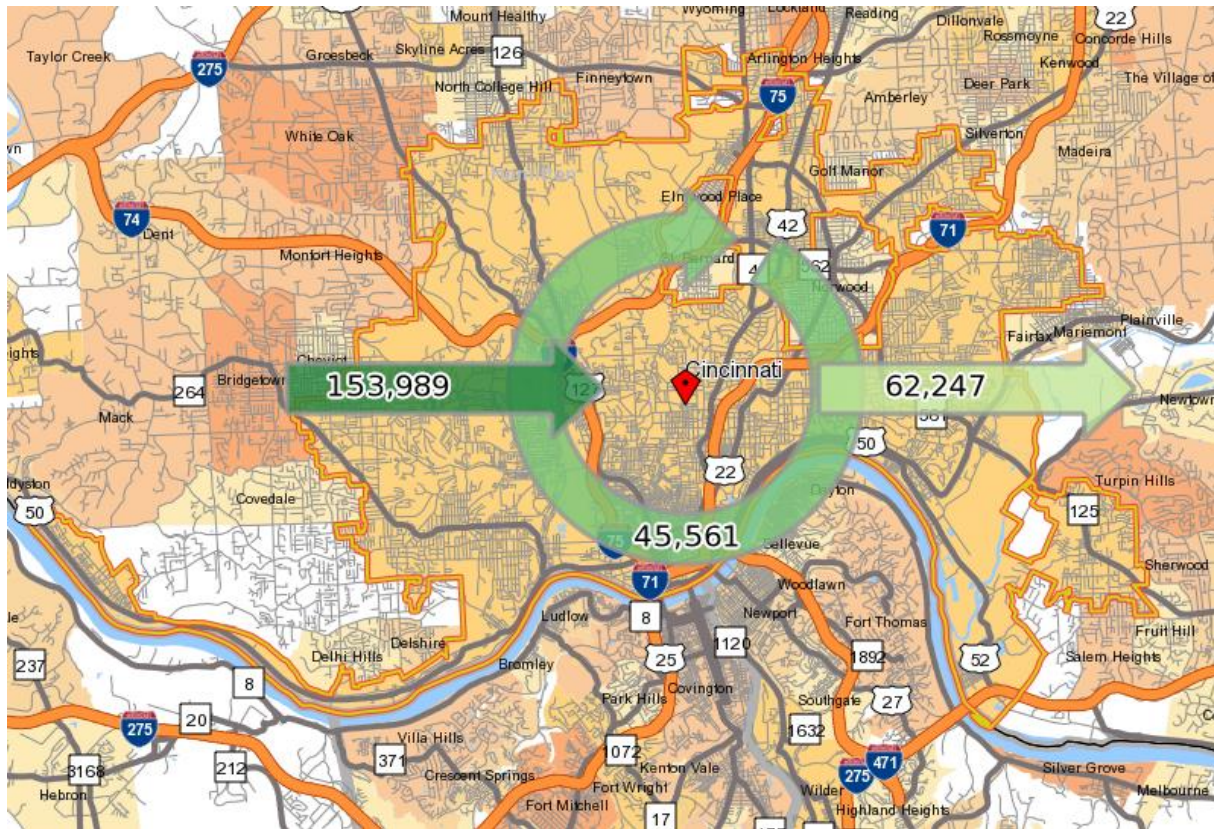 Mount Healthy
Wyoming
Lockland
Reading
Dillonvale
22
Rossmoyne
Concorde Hills
Taylor Creek
Groesbeck
Skyline Acres
126
Arlington Heights
Kenwood
275
Finneytown
North College Hill
75
Deer Park
The Village of
Amberley
White Oak
Silverton
Madeira
Golf Manor
Elmwood Place
74
Dent
42
71
Monfort Heights
St. Bernard
4
562
Norwood
Plainville
Fairfax
Mariemont
Cheviot
Cincinnati
264
Bridgetown
153,989
127
62,247
Newtown
Mack
561
50
22
Turpin Hills
Covedale
Dayton
50
125
45,561
75
Bellevue
Sherwood
71
Woodlawn
Ludlow
8
Newport
Fort Thomas
Fruit Hill
Delshire
1120
Delhi Hills
237
Bromley
25
1892
52
Salem Heights
8
Park Hills
Covington
Southgate
27
20
275
Villa Hills
1632
371
1072
212
Kenton Vale
471
3168
Crescent Springs
275
Silver Grove
Hebron
Fort Wright
Wilder
Melbourne
Fort Mitchell
17
Highland Heights